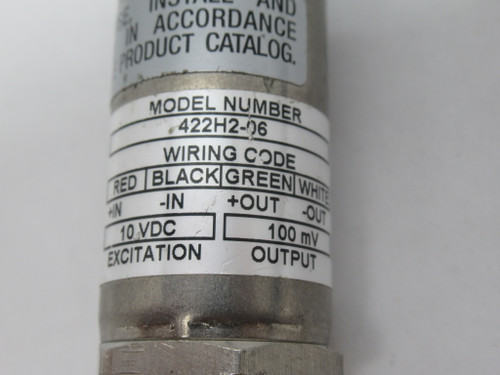 SE, INSTALL AND
IN ACCORDANCE
PRODUCT CATALOG.
MODEL NUMBER
422H2-06
WIRING CODE
RED BLACK GREEN WHITE
+IN -IN +OUT -OUT
10 VDC 100 mV
EXCITATION OUTPUT